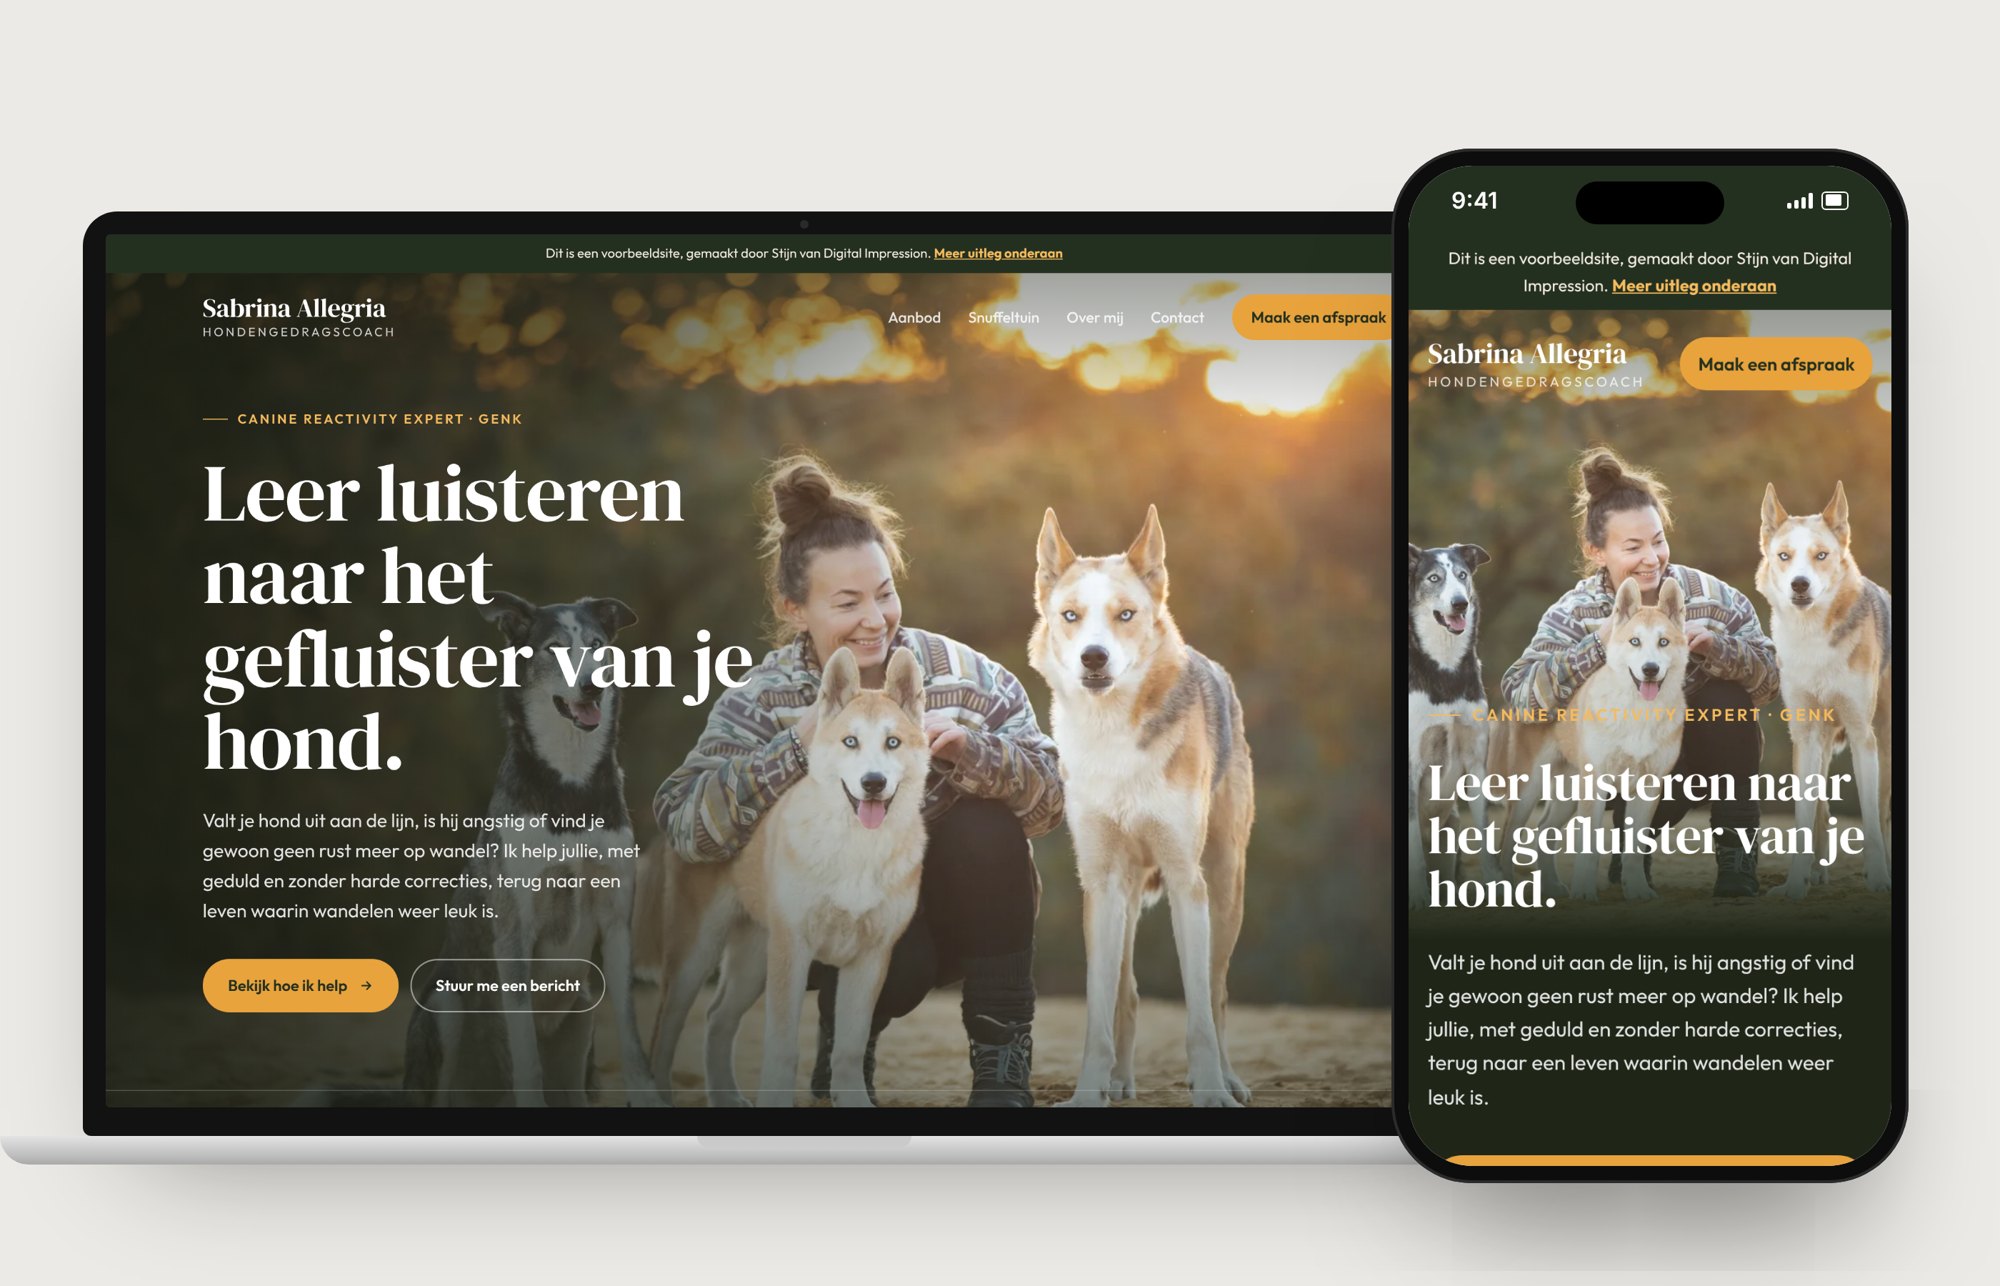 Dit is een voorbeeldsite, gemaakt door Stijn van Digital Impression. Meer uitleg onderaan
Sabrina Allegria
HONDENGEDRAGSCOACH
Aanbod
Snuffeltuin
Over mij
Contact
Maak een afspraak
CANINE REACTIVITY EXPERT · GENK
Leer luisteren
naar het
gefluister van je
hond.
Valt je hond uit aan de lijn, is hij angstig of vind je
gewoon geen rust meer op wandel? Ik help jullie, met
geduld en zonder harde correcties, terug naar een
leven waarin wandelen weer leuk is.
Bekijk hoe ik help →
Stuur me een bericht
9:41
Dit is een voorbeeldsite, gemaakt door Stijn van Digital
Impression. Meer uitleg onderaan
Sabrina Allegria
HONDENGEDRAGSCOACH
Maak een afspraak
CANINE REACTIVITY EXPERT · GENK
Leer luisteren naar
het gefluister van je
hond.
Valt je hond uit aan de lijn, is hij angstig of vind
je gewoon geen rust meer op wandel? Ik help
jullie, met geduld en zonder harde correcties,
terug naar een leven waarin wandelen weer
leuk is.